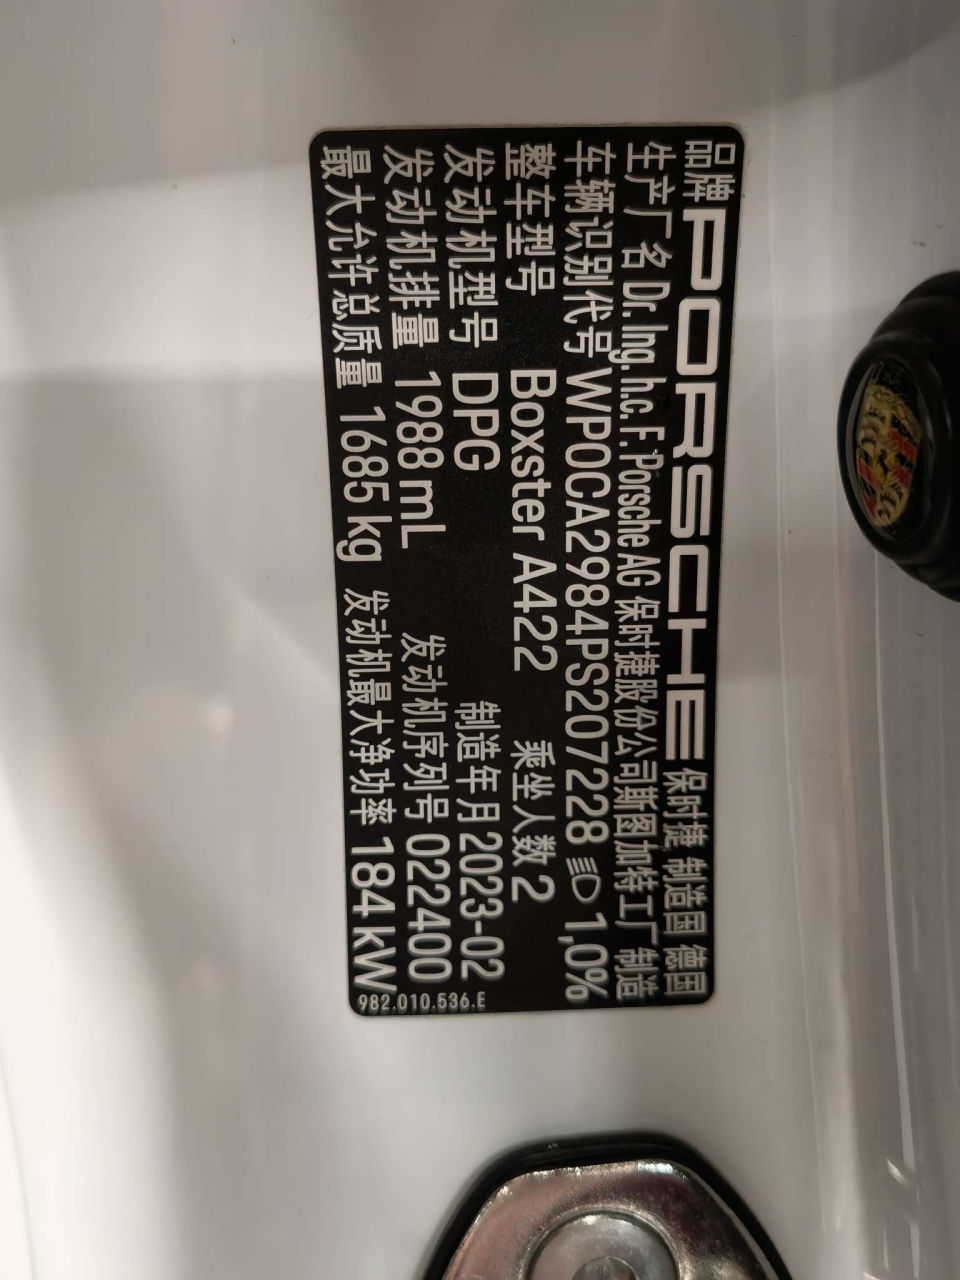 品牌 PORSCHE 保时捷 制造国 德国
生产厂名 Dr. Ing. h.c. F. Porsche AG 保时捷股份公司斯图加特工厂 制造
车辆识别代号 WP0CA2984PS207228 1,0%
整车型号 Boxster A422 乘坐人数 2
发动机型号 DPG 制造年月 2023-02
发动机排量 1988 mL 发动机序列号 022400
最大允许总质量 1685 kg 发动机最大净功率 184 kW
982.010.536.E